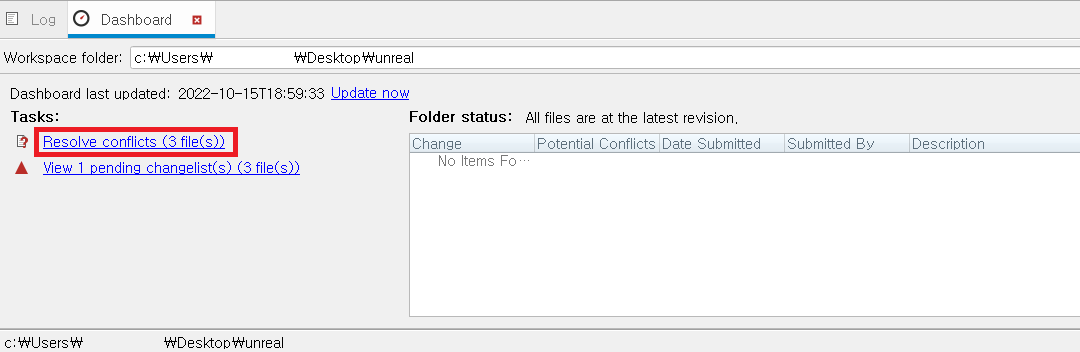 Log Dashboard
Workspace folder: c:₩Users₩ ₩Desktop₩unreal
Dashboard last updated: 2022-10-15T18:59:33 Update now
Tasks:
Resolve conflicts (3 file(s))
View 1 pending changelist(s) (3 file(s))
Folder status: All files are at the latest revision.
Change Potential Conflicts Date Submitted Submitted By Description
No Items Fo…
c:₩Users₩ ₩Desktop₩unreal